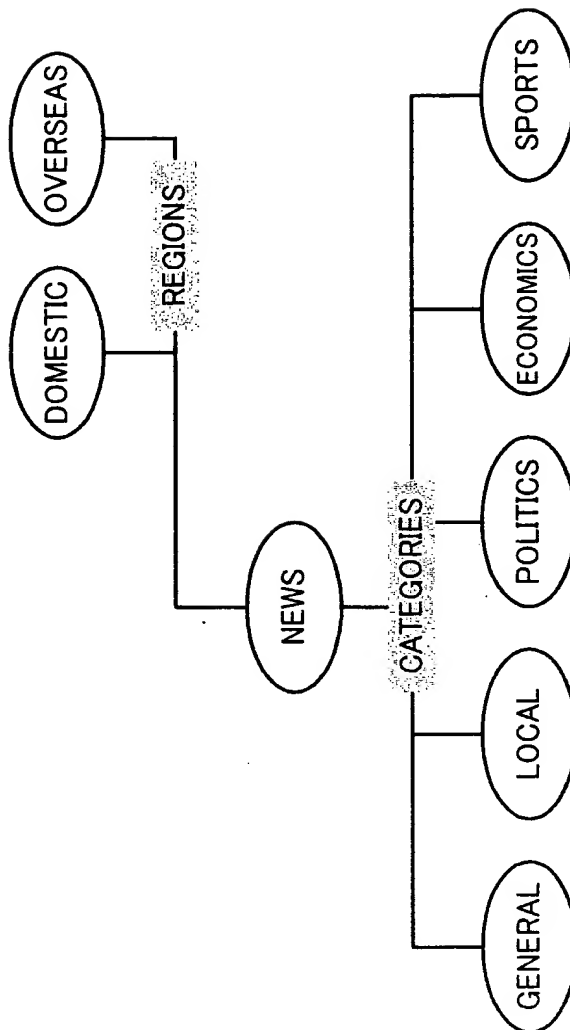 OVERSEAS
DOMESTIC
REGIONS
NEWS
CATEGORIES
SPORTS
ECONOMICS
POLITICS
LOCAL
GENERAL